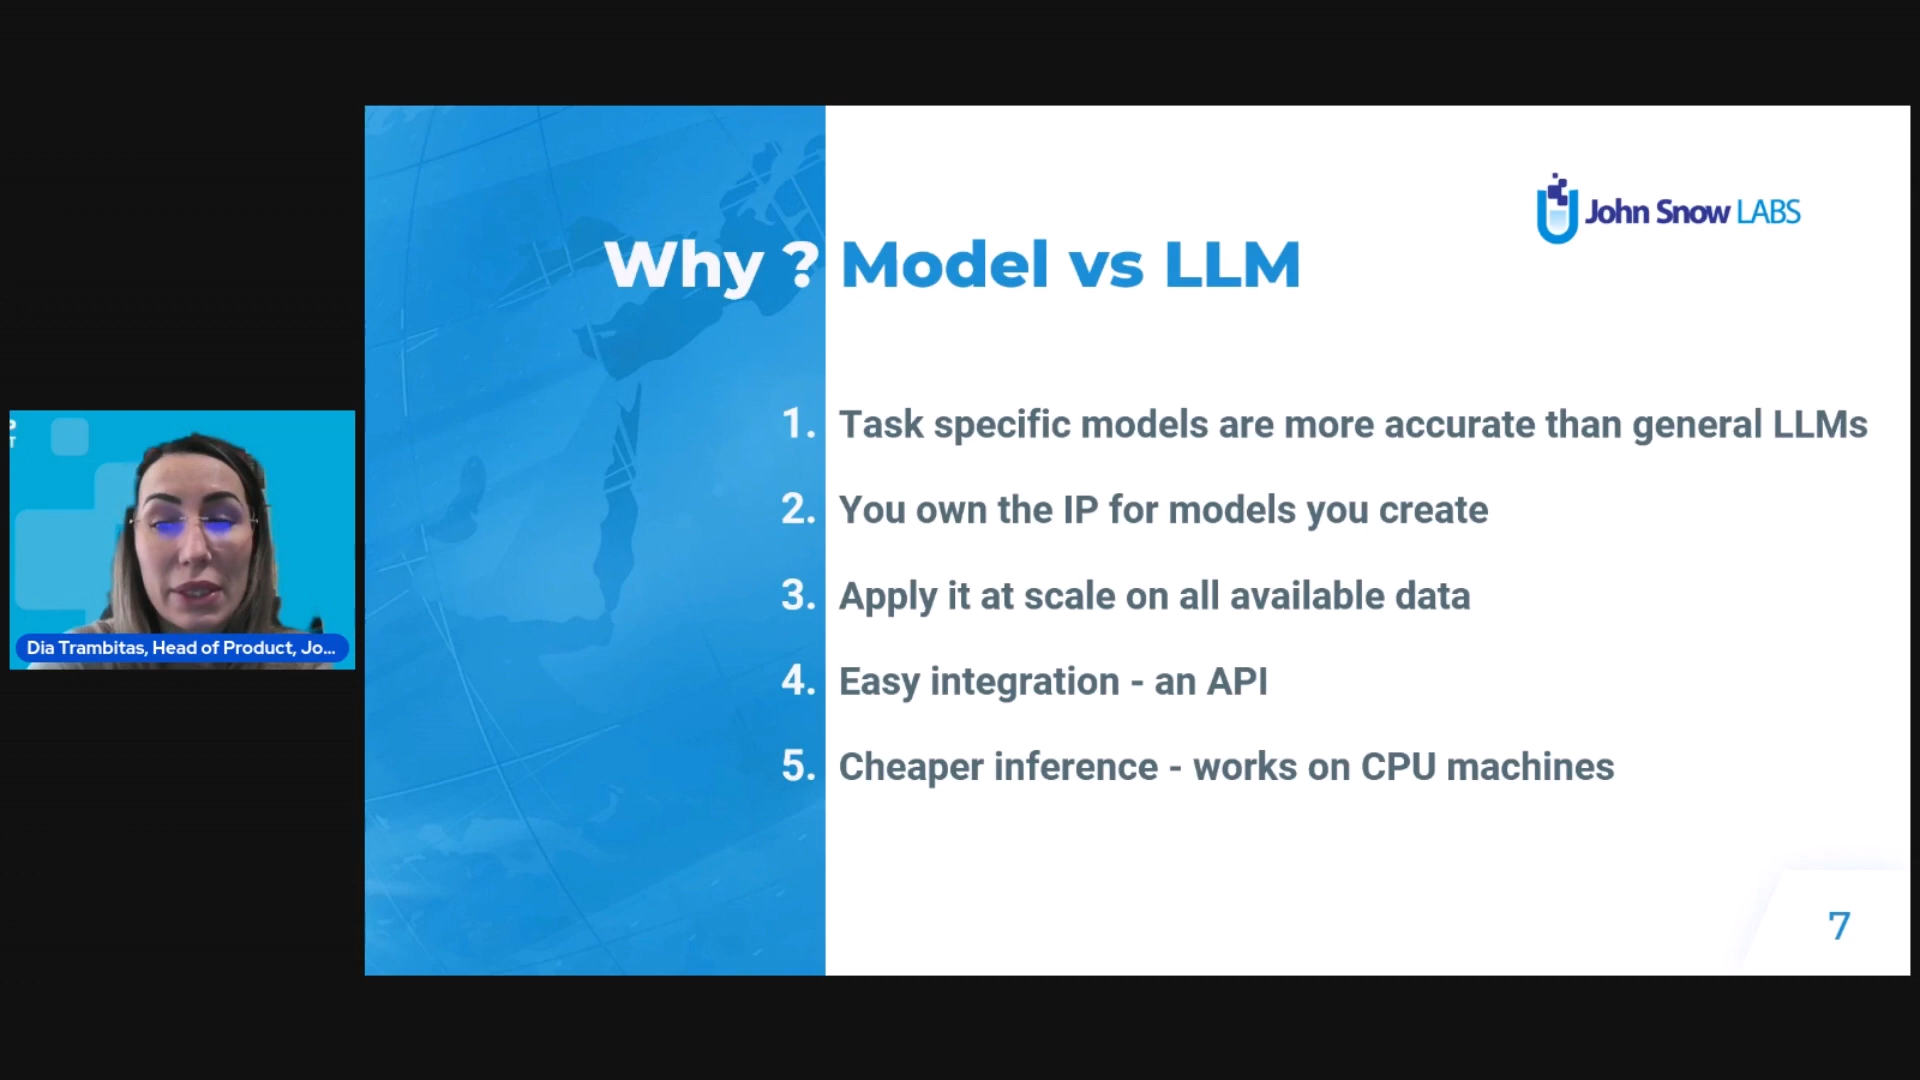 John Snow LABS
Why ? Model vs LLM
1. Task specific models are more accurate than general LLMs
2. You own the IP for models you create
3. Apply it at scale on all available data
4. Easy integration - an API
5. Cheaper inference - works on CPU machines
Dia Trambitas, Head of Product, Jo...
7